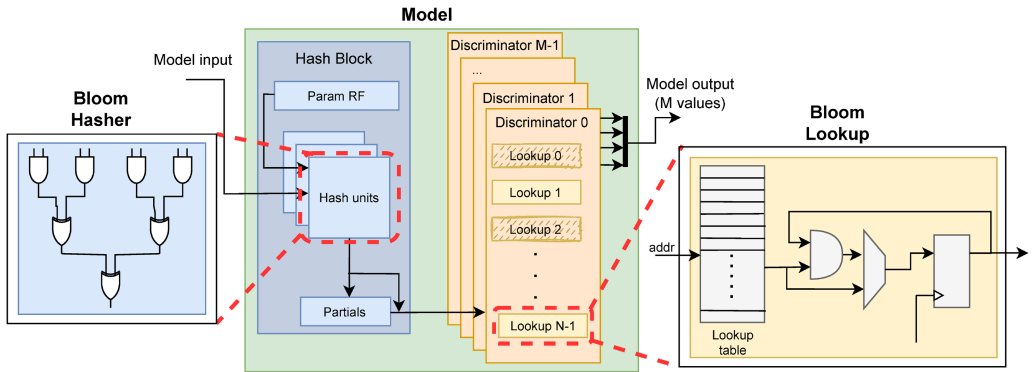 Model
Model input
Bloom
Hasher
Hash Block
Param RF
Hash units
Partials
Discriminator M-1
...
Discriminator 1
Discriminator 0
Lookup 0
Lookup 1
Lookup 2
Lookup N-1
Model output
(M values)
Bloom
Lookup
addr
Lookup
table